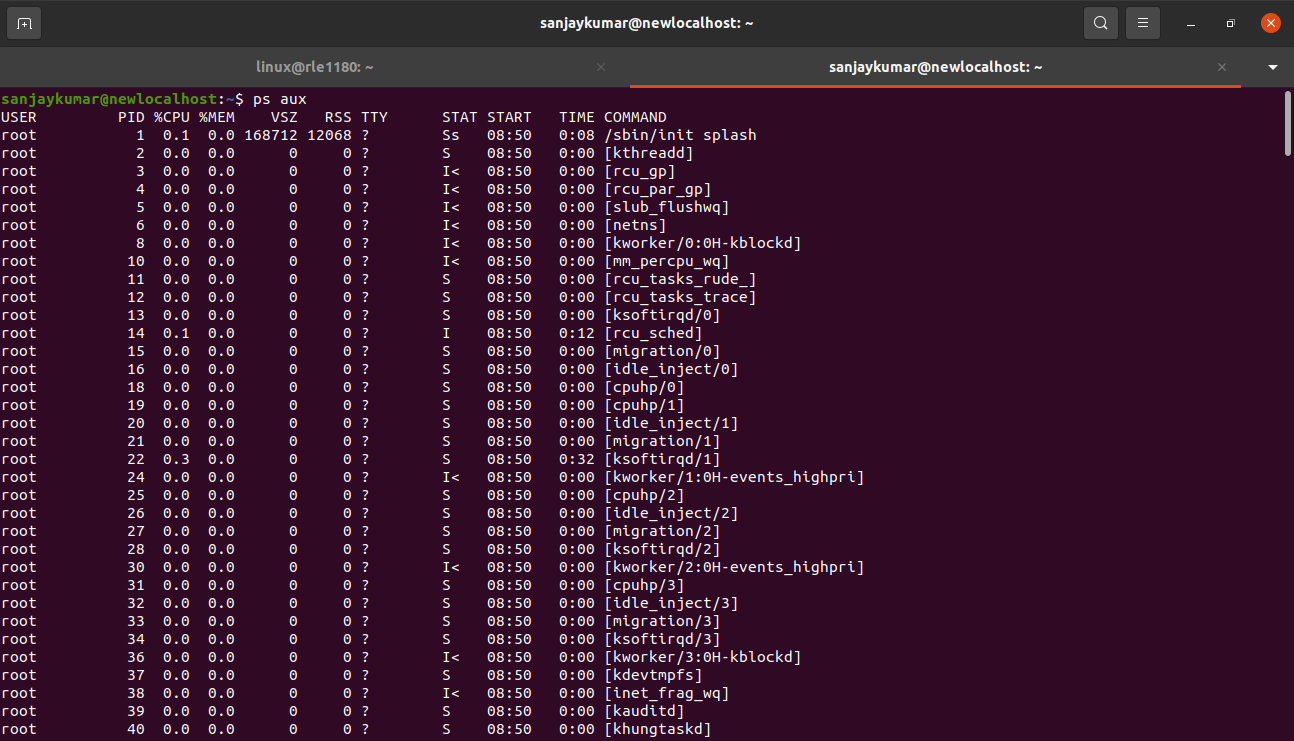 sanjaykumar@newlocalhost: ~
linux@rle1180: ~
sanjaykumar@newlocalhost: ~
sanjaykumar@newlocalhost:~$ ps aux
USER         PID %CPU %MEM    VSZ   RSS TTY      STAT START   TIME COMMAND
root           1  0.1  0.0 168712 12068 ?        Ss   08:50   0:08 /sbin/init splash
root           2  0.0  0.0      0     0 ?        S    08:50   0:00 [kthreadd]
root           3  0.0  0.0      0     0 ?        I<   08:50   0:00 [rcu_gp]
root           4  0.0  0.0      0     0 ?        I<   08:50   0:00 [rcu_par_gp]
root           5  0.0  0.0      0     0 ?        I<   08:50   0:00 [slub_flushwq]
root           6  0.0  0.0      0     0 ?        I<   08:50   0:00 [netns]
root           8  0.0  0.0      0     0 ?        I<   08:50   0:00 [kworker/0:0H-kblockd]
root          10  0.0  0.0      0     0 ?        I<   08:50   0:00 [mm_percpu_wq]
root          11  0.0  0.0      0     0 ?        S    08:50   0:00 [rcu_tasks_rude_]
root          12  0.0  0.0      0     0 ?        S    08:50   0:00 [rcu_tasks_trace]
root          13  0.0  0.0      0     0 ?        S    08:50   0:00 [ksoftirqd/0]
root          14  0.1  0.0      0     0 ?        I    08:50   0:12 [rcu_sched]
root          15  0.0  0.0      0     0 ?        S    08:50   0:00 [migration/0]
root          16  0.0  0.0      0     0 ?        S    08:50   0:00 [idle_inject/0]
root          18  0.0  0.0      0     0 ?        S    08:50   0:00 [cpuhp/0]
root          19  0.0  0.0      0     0 ?        S    08:50   0:00 [cpuhp/1]
root          20  0.0  0.0      0     0 ?        S    08:50   0:00 [idle_inject/1]
root          21  0.0  0.0      0     0 ?        S    08:50   0:00 [migration/1]
root          22  0.3  0.0      0     0 ?        S    08:50   0:32 [ksoftirqd/1]
root          24  0.0  0.0      0     0 ?        I<   08:50   0:00 [kworker/1:0H-events_highpri]
root          25  0.0  0.0      0     0 ?        S    08:50   0:00 [cpuhp/2]
root          26  0.0  0.0      0     0 ?        S    08:50   0:00 [idle_inject/2]
root          27  0.0  0.0      0     0 ?        S    08:50   0:00 [migration/2]
root          28  0.0  0.0      0     0 ?        S    08:50   0:00 [ksoftirqd/2]
root          30  0.0  0.0      0     0 ?        I<   08:50   0:00 [kworker/2:0H-events_highpri]
root          31  0.0  0.0      0     0 ?        S    08:50   0:00 [cpuhp/3]
root          32  0.0  0.0      0     0 ?        S    08:50   0:00 [idle_inject/3]
root          33  0.0  0.0      0     0 ?        S    08:50   0:00 [migration/3]
root          34  0.0  0.0      0     0 ?        S    08:50   0:00 [ksoftirqd/3]
root          36  0.0  0.0      0     0 ?        I<   08:50   0:00 [kworker/3:0H-kblockd]
root          37  0.0  0.0      0     0 ?        S    08:50   0:00 [kdevtmpfs]
root          38  0.0  0.0      0     0 ?        I<   08:50   0:00 [inet_frag_wq]
root          39  0.0  0.0      0     0 ?        S    08:50   0:00 [kauditd]
root          40  0.0  0.0      0     0 ?        S    08:50   0:00 [khungtaskd]